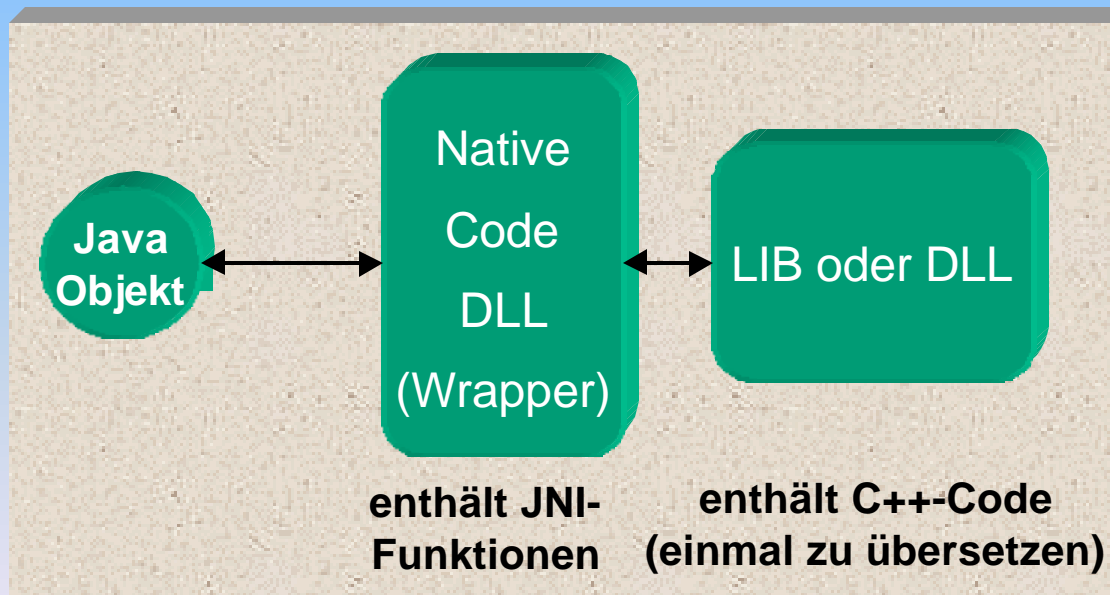 Java
Objekt
Native
Code
DLL
(Wrapper)
LIB oder DLL
enthält JNI-
Funktionen
enthält C++-Code
(einmal zu übersetzen)